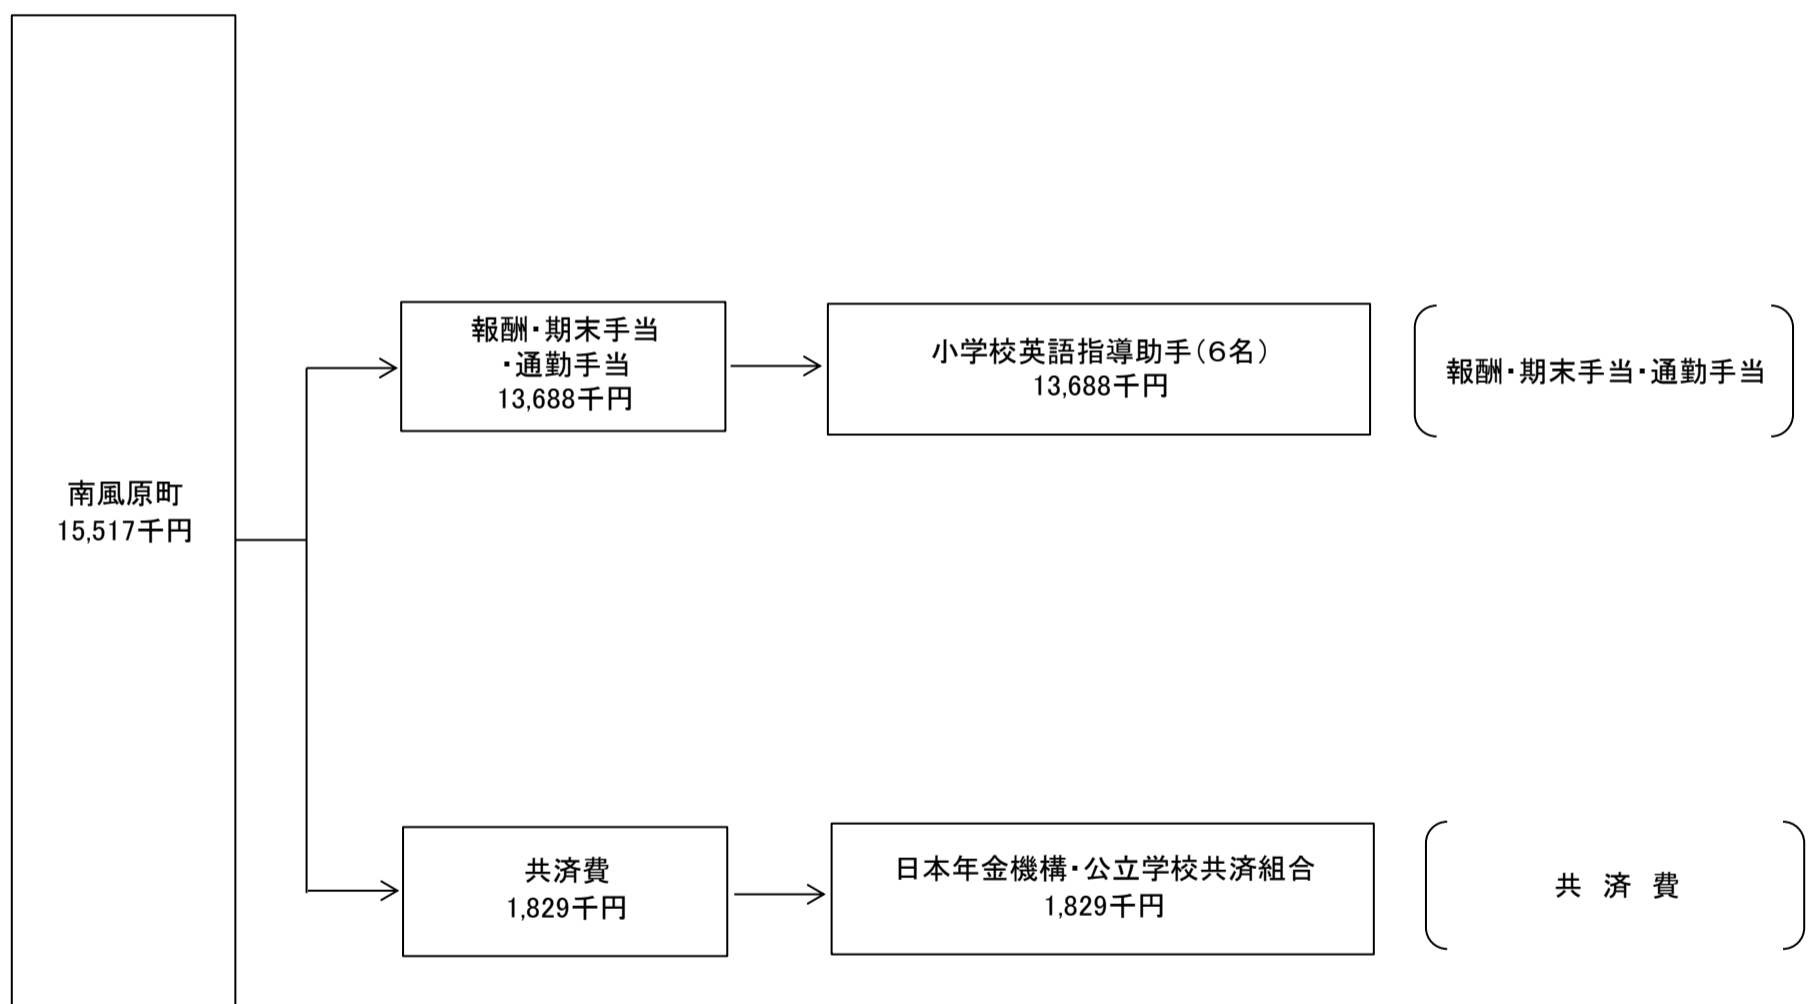 南風原町
15,517千円
報酬・期末手当
・通勤手当
13,688千円
小学校英語指導助手(6名)
13,688千円
報酬・期末手当・通勤手当
共済費
1,829千円
日本年金機構・公立学校共済組合
1,829千円
共 済 費